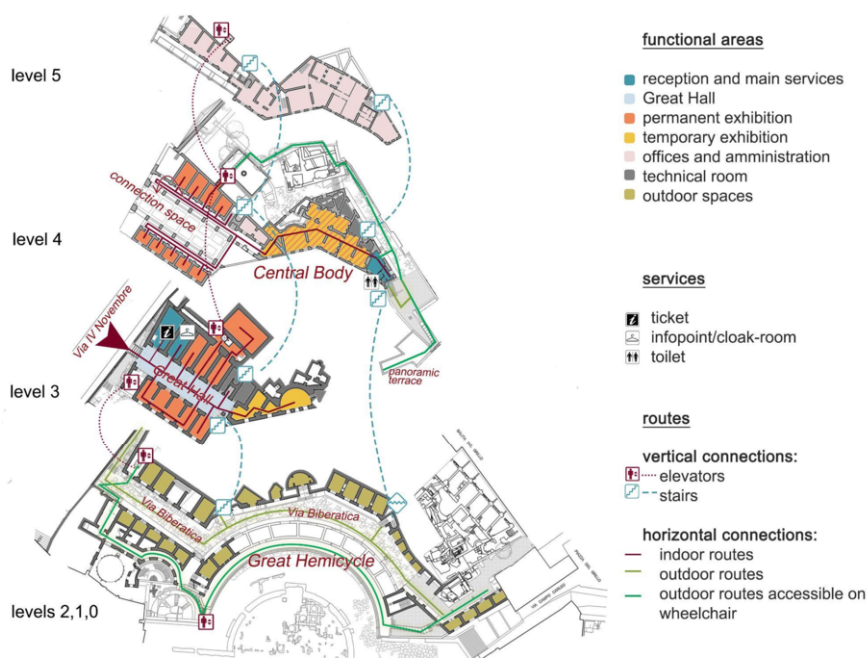 level 5
connection space
level 4
Central Body
panoramic
terrace
Via IV Novembre
Great Hall
level 3
Via Biberatica
Via Biberatica
Great Hemicycle
levels 2,1,0
functional areas
reception and main services
Great Hall
permanent exhibition
temporary exhibition
offices and amministration
technical room
outdoor spaces
services
ticket
infopoint/cloak-room
toilet
routes
vertical connections:
elevators
stairs
horizontal connections:
indoor routes
outdoor routes
outdoor routes accessible on
wheelchair